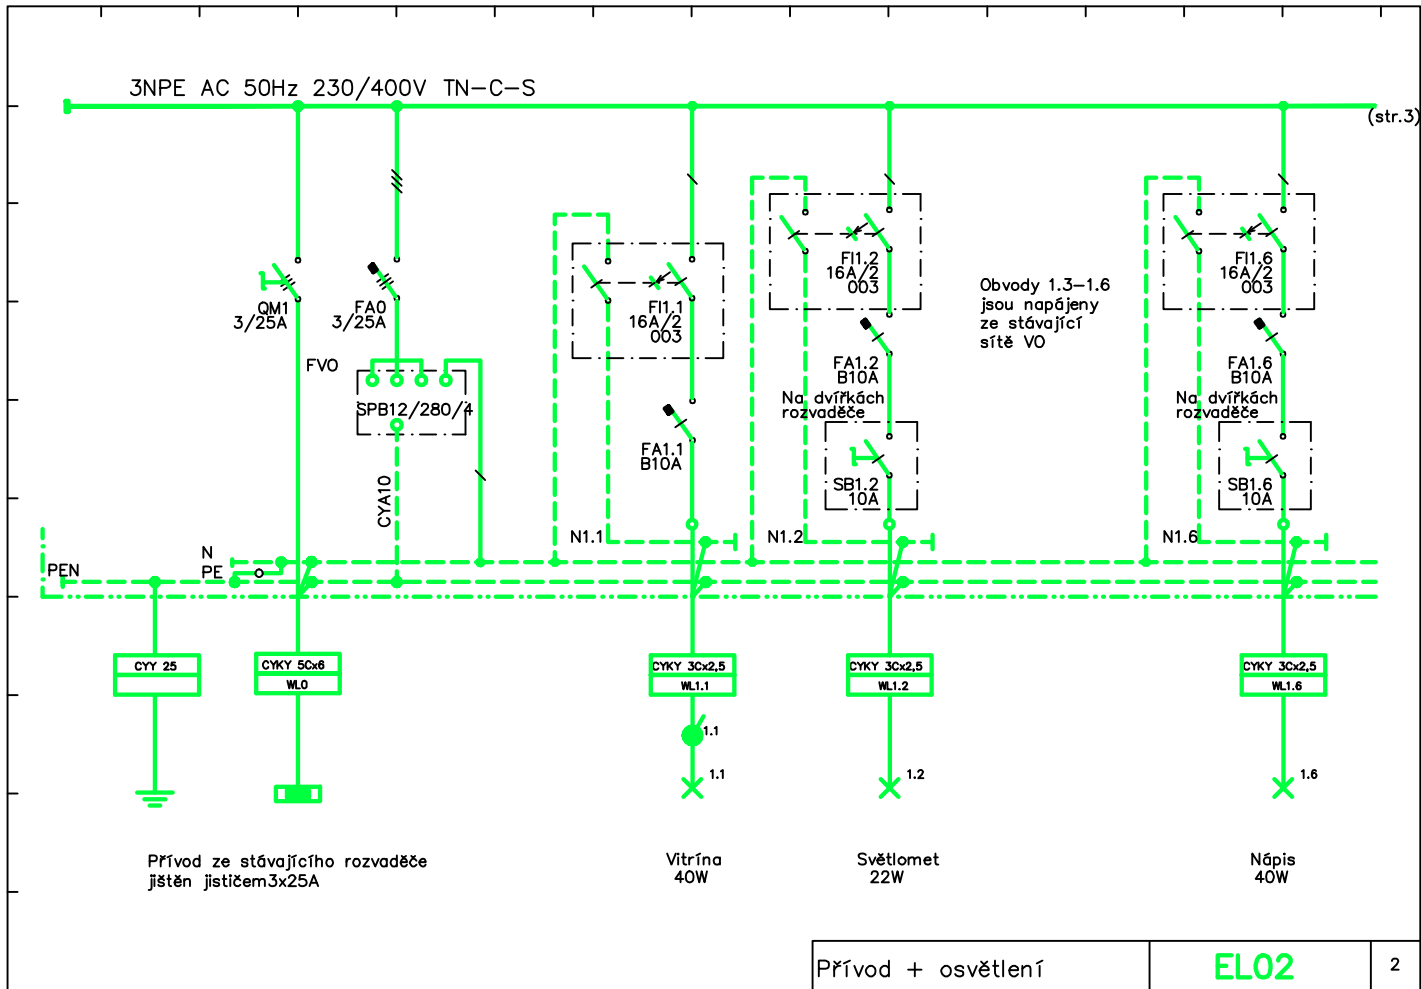 3NPE AC 50Hz 230/400V TN-C-S
(str.3)
QM1
3/25A
FA0
3/25A
FV0
SPB12/280/4
CYA10
FI1.1
16A/2
003
FA1.1
B10A
N1.1
FI1.2
16A/2
003
FA1.2
B10A
Na dvířkách
rozvaděče
SB1.2
10A
N1.2
Obvody 1.3-1.6
jsou napájeny
ze stávající
sítě VO
FI1.6
16A/2
003
FA1.6
B10A
Na dvířkách
rozvaděče
SB1.6
10A
N1.6
N
PE
PEN
CYY 25
CYKY 5Cx6
WL0
CYKY 3Cx2,5
WL1.1
CYKY 3Cx2,5
WL1.2
CYKY 3Cx2,5
WL1.6
1.1
1.1
1.2
1.6
Přívod ze stávajícího rozvaděče
jištěn jističem3x25A
Vitrína
40W
Světlomet
22W
Nápis
40W
Přívod + osvětlení
EL02
2